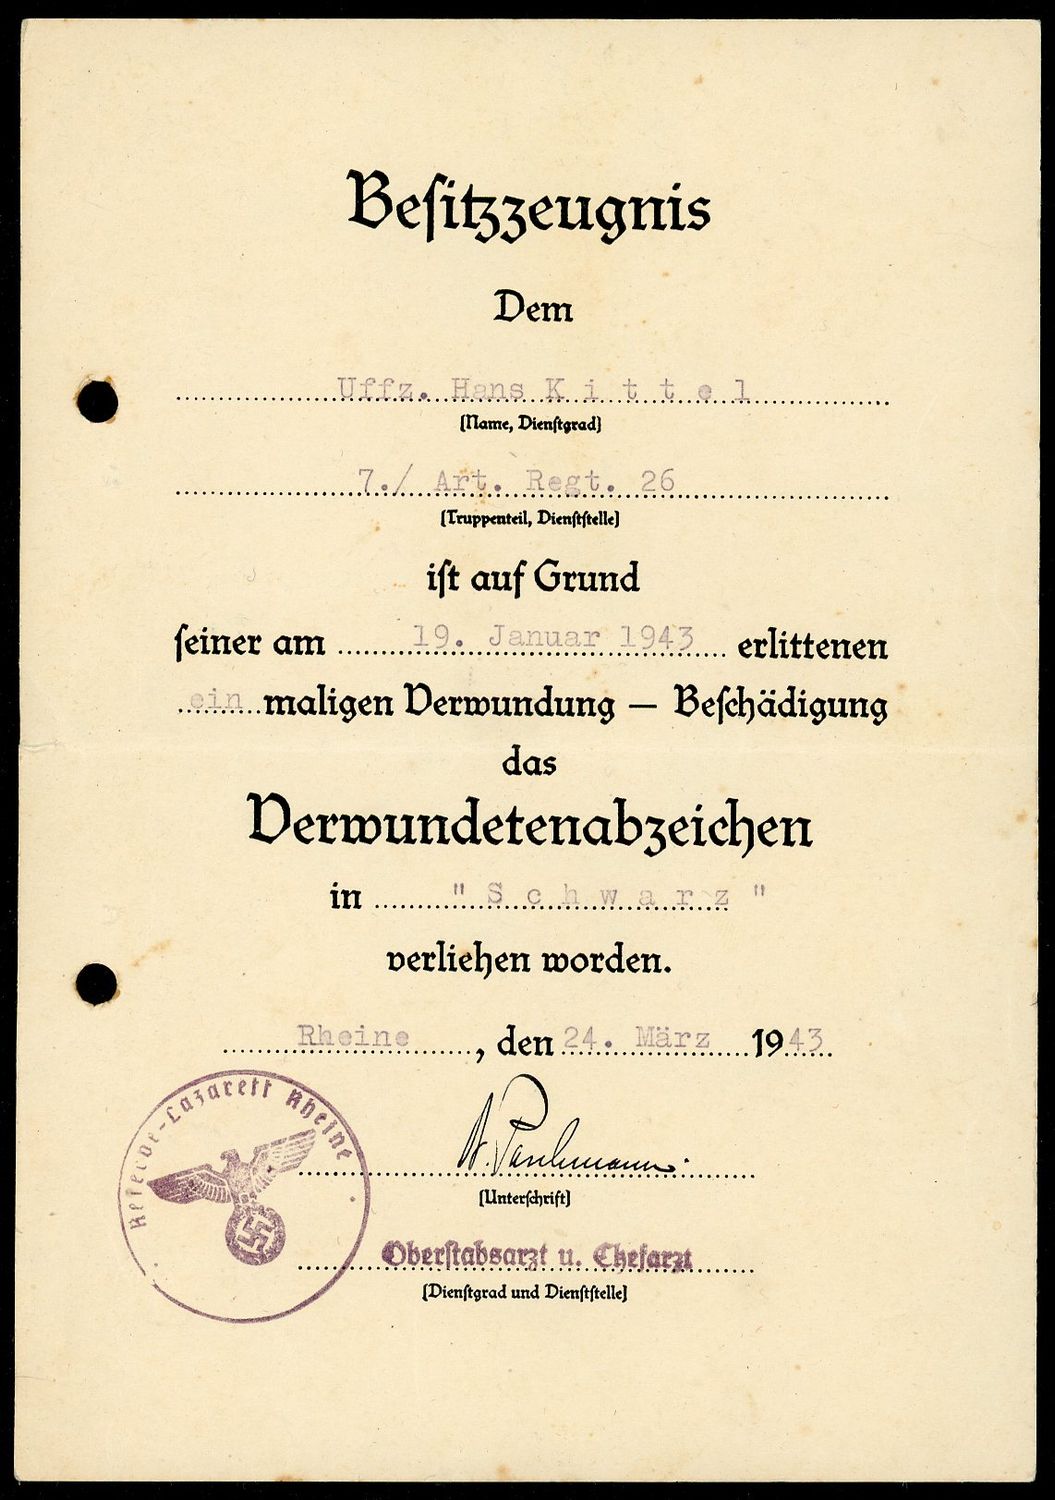 Besitzzeugnis
Dem
Uffz. Hans K i t t e l
(Name, Dienstgrad)
7./ Art. Regt. 26
(Truppenteil, Dienststelle)
ist auf Grund
seiner am 19. Januar 1943 erlittenen
ein maligen Verwundung — Beschädigung
das
Verwundetenabzeichen
in " S c h w a r z "
verliehen worden.
Rheine, den 24. März 1943
Reserve-Lazarett Rheine
(Unterschrift)
Oberstabsarzt u. Chefarzt
(Dienstgrad und Dienststelle)